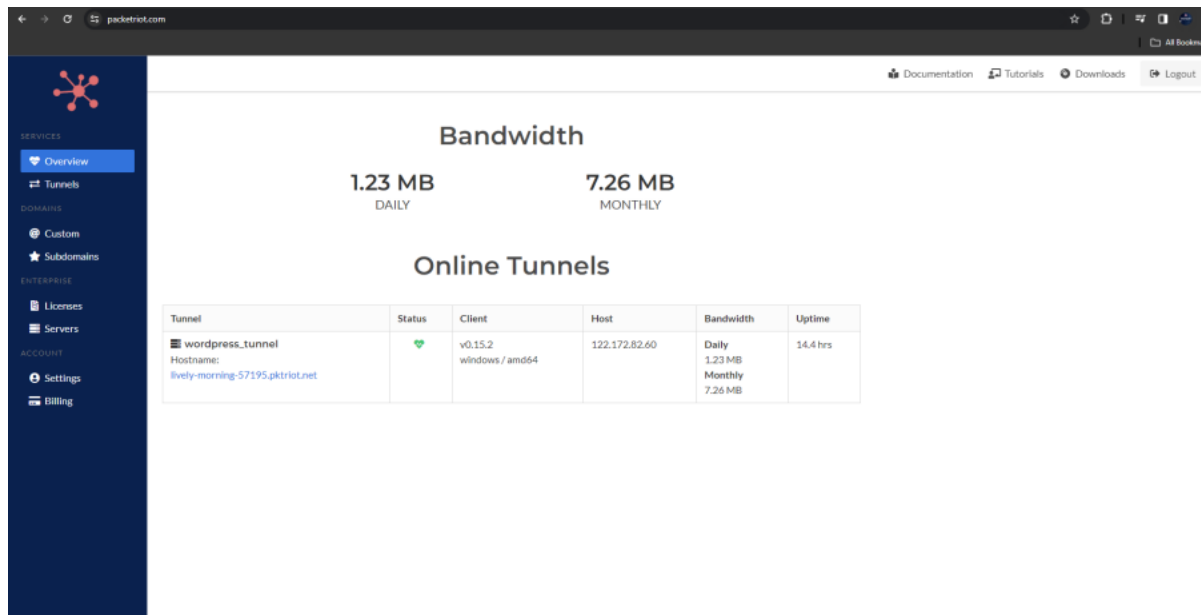 packetriot.com
All Bookm
Documentation
Tutorials
Downloads
Logout
SERVICES
Overview
Tunnels
DOMAINS
Custom
Subdomains
ENTERPRISE
Licenses
Servers
ACCOUNT
Settings
Billing
Bandwidth
1.23 MB
DAILY
7.26 MB
MONTHLY
Online Tunnels
Tunnel Status Client Host Bandwidth Uptime
wordpress_tunnel v0.15.2 122.172.82.60 Daily 14.4 hrs
Hostname: windows / amd64 1.23 MB
lively-morning-57195.pktriot.net Monthly
7.26 MB